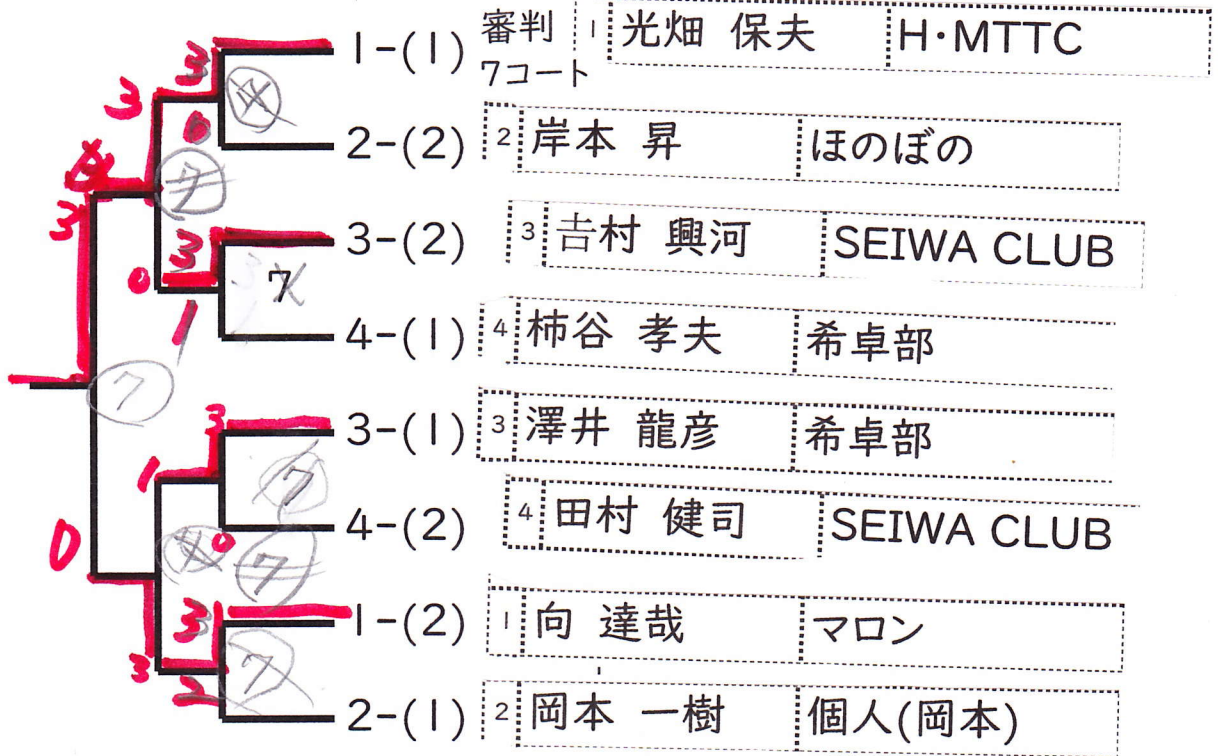 1-(1) 審判 1 光畑 保夫 H・MTTC
7コート
3
3
0
2-(2) 2 岸本 昇 ほのぼの
7
3
3
3-(2) 3 吉村 興河 SEIWA CLUB
0
7
1
4-(1) 4 柿谷 孝夫 希卓部
7
3
3-(1) 3 澤井 龍彦 希卓部
1
7
4-(2) 4 田村 健司 SEIWA CLUB
0
0
7
3
1-(2) 1 向 達哉 マロン
3
7
2
2-(1) 2 岡本 一樹 個人(岡本)